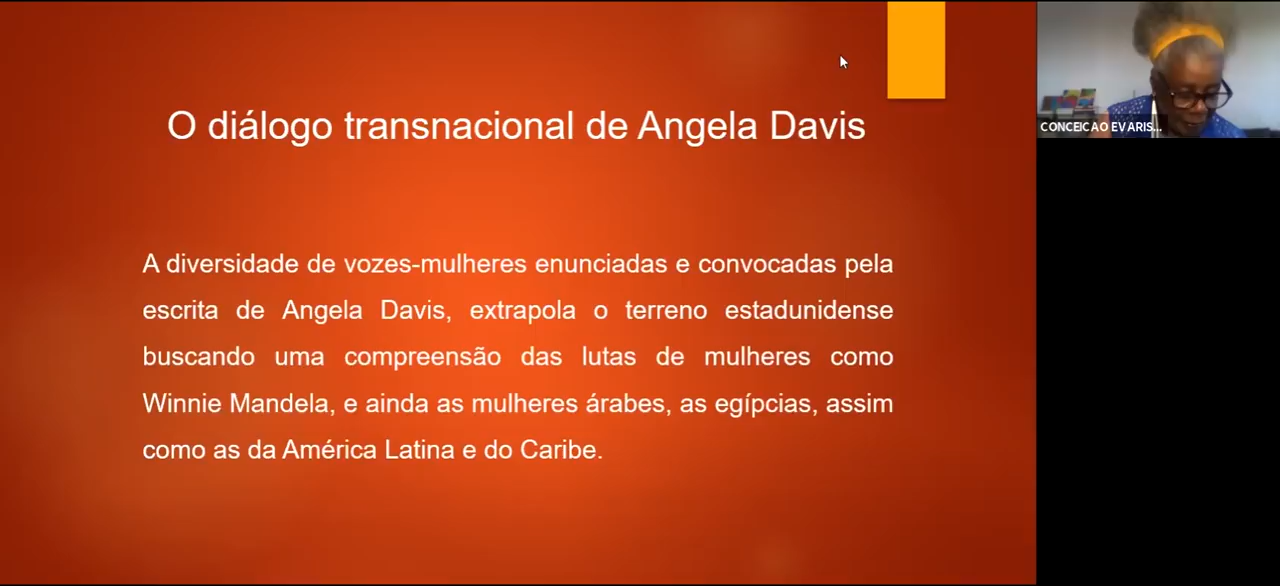 O diálogo transnacional de Angela Davis
A diversidade de vozes-mulheres enunciadas e convocadas pela
escrita de Angela Davis, extrapola o terreno estadunidense
buscando uma compreensão das lutas de mulheres como
Winnie Mandela, e ainda as mulheres árabes, as egípcias, assim
como as da América Latina e do Caribe.
CONCEICAO EVARIS...